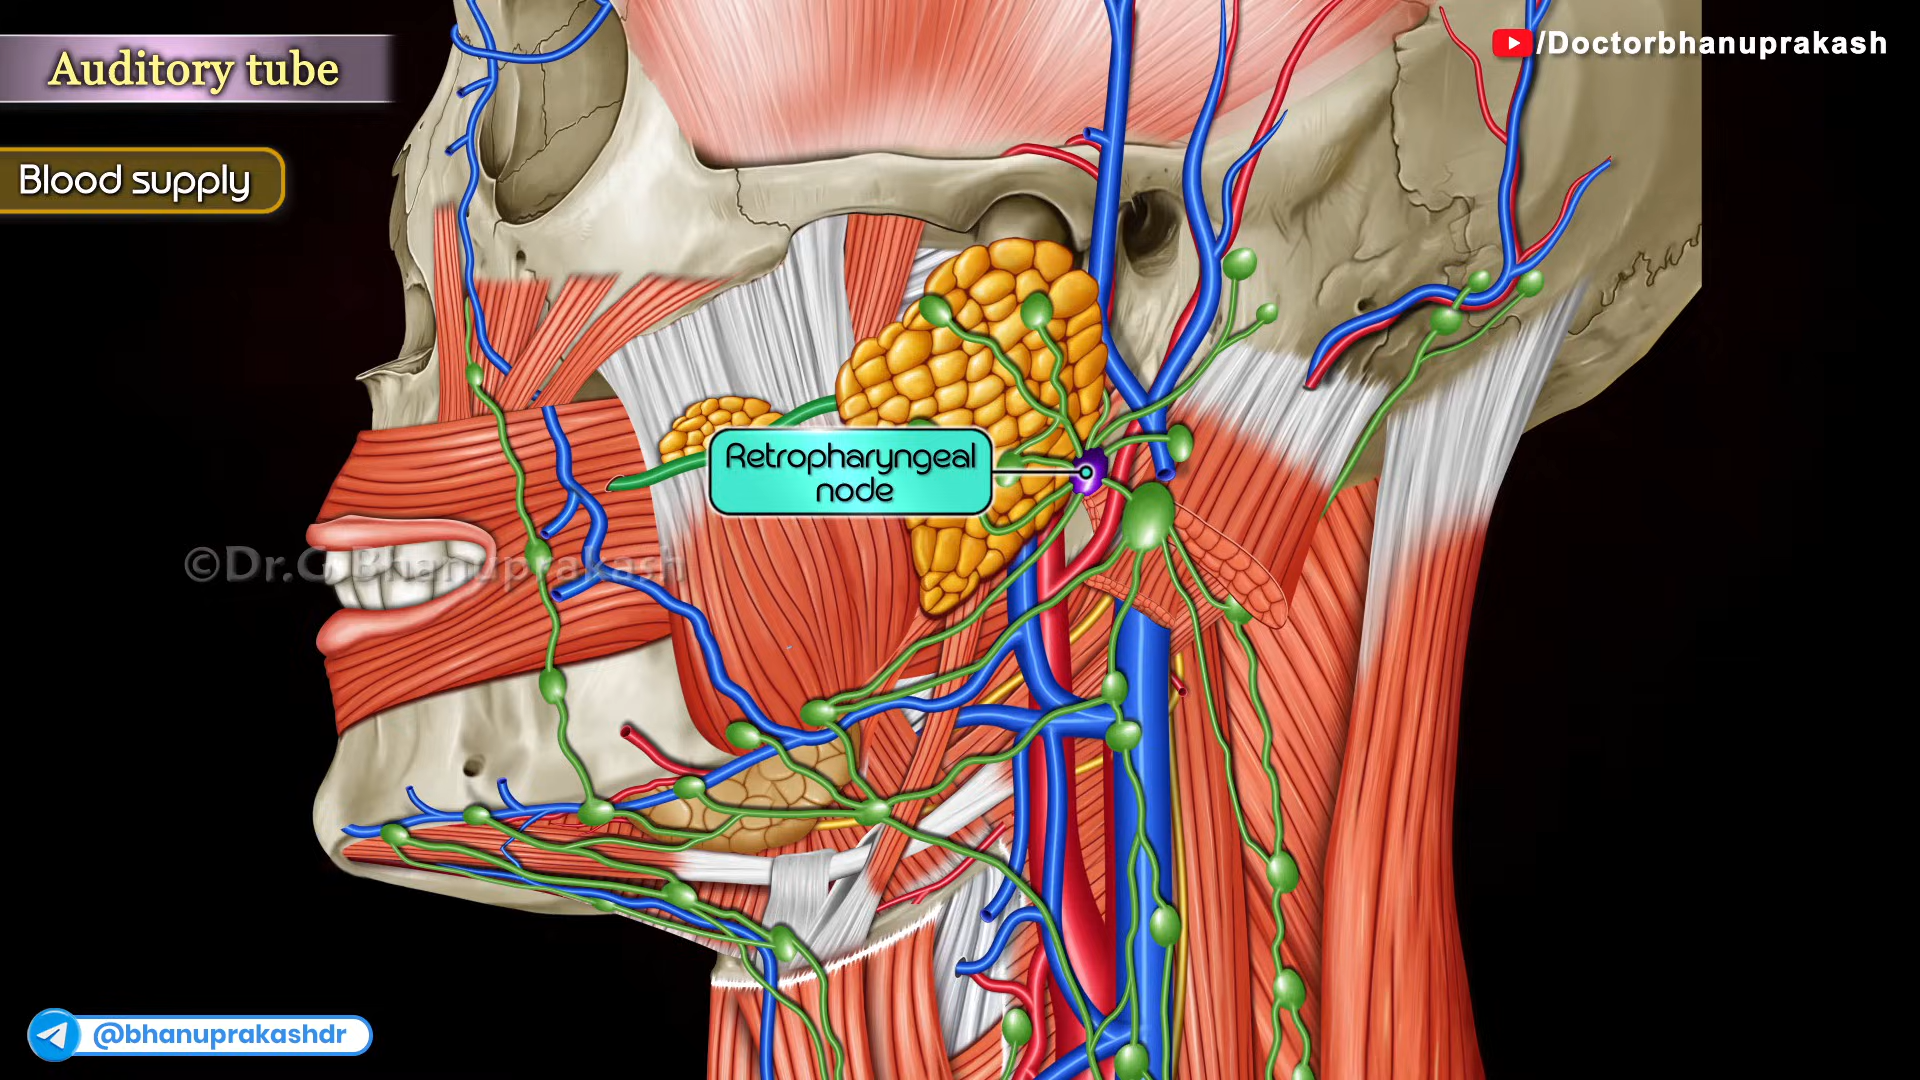 Auditory tube
/Doctorbhanuprakash
Blood supply
Retropharyngeal
node
©Dr.G.Bhanuprakash
@bhanuprakashdr